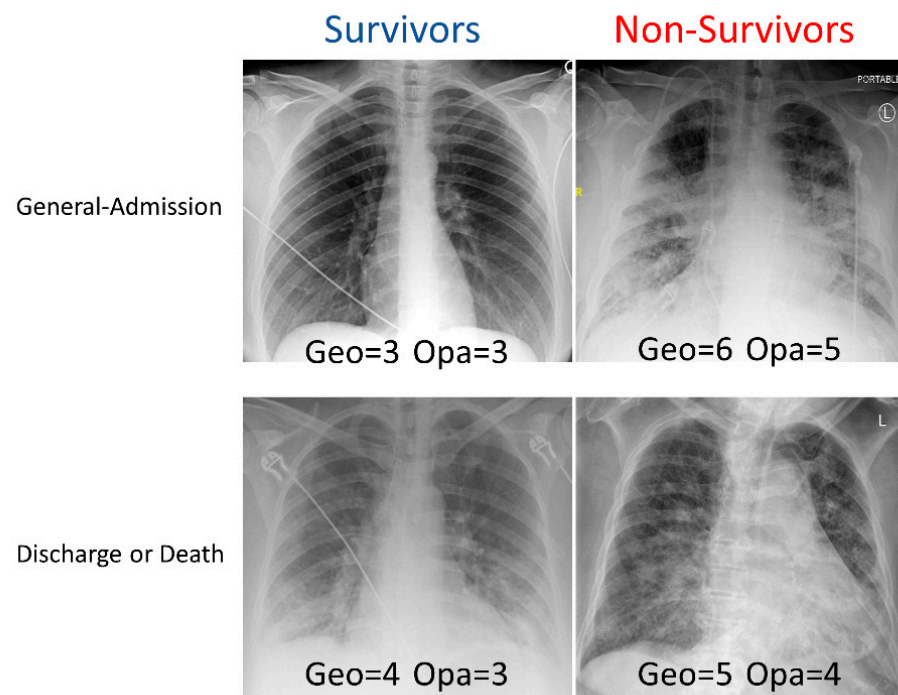 Survivors Non-Survivors
PORTABLE
L
R
General-Admission
Geo=3 Opa=3 Geo=6 Opa=5
L
Discharge or Death
Geo=4 Opa=3 Geo=5 Opa=4